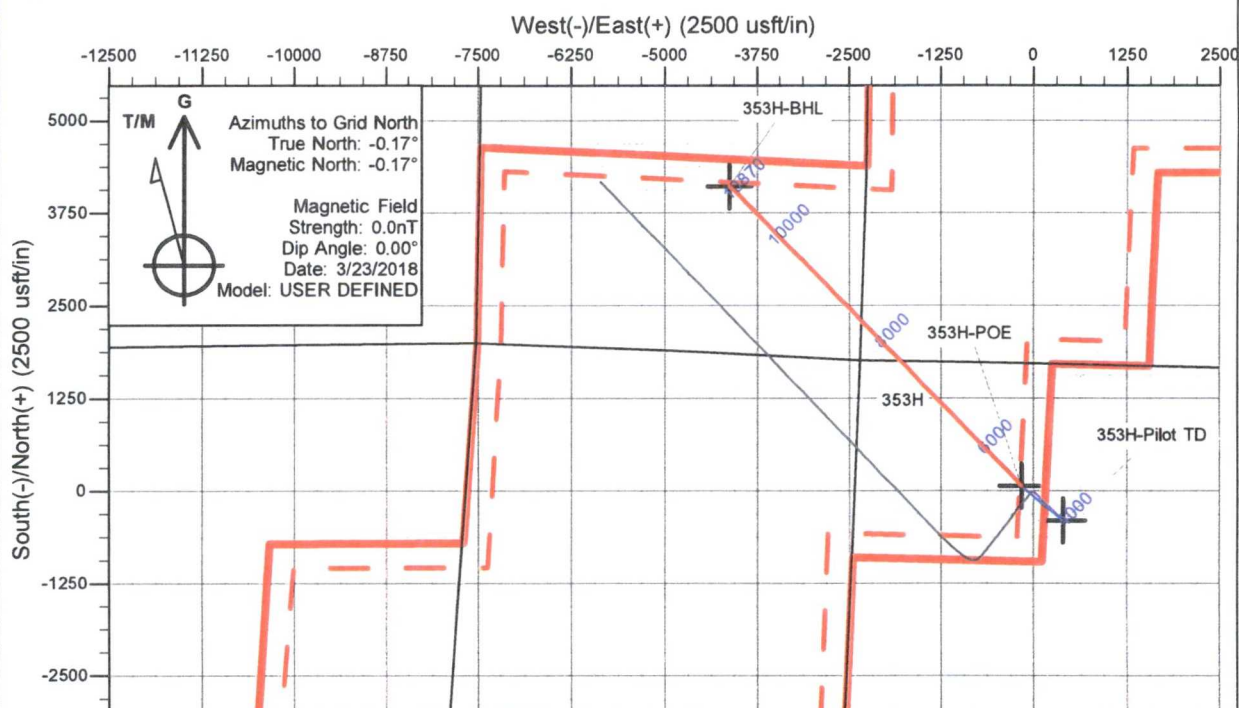 West(-)/East(+) (2500 usft/in)
-12500 -11250 -10000 -8750 -7500 -6250 -5000 -3750 -2500 -1250 0 1250 2500
South(-)/North(+) (2500 usft/in)
5000
3750
2500
1250
0
-1250
-2500
T/M
G
Azimuths to Grid North
True North: -0.17°
Magnetic North: -0.17°
Magnetic Field
Strength: 0.0nT
Dip Angle: 0.00°
Date: 3/23/2018
Model: USER DEFINED
353H-BHL
10000
353H-POE
353H
6000
353H-Pilot TD